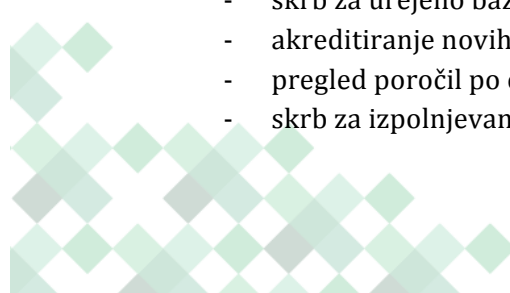 - skrb za urejeno baz
- akreditiranje novih
- pregled poročil po
- skrb za izpolnjevan